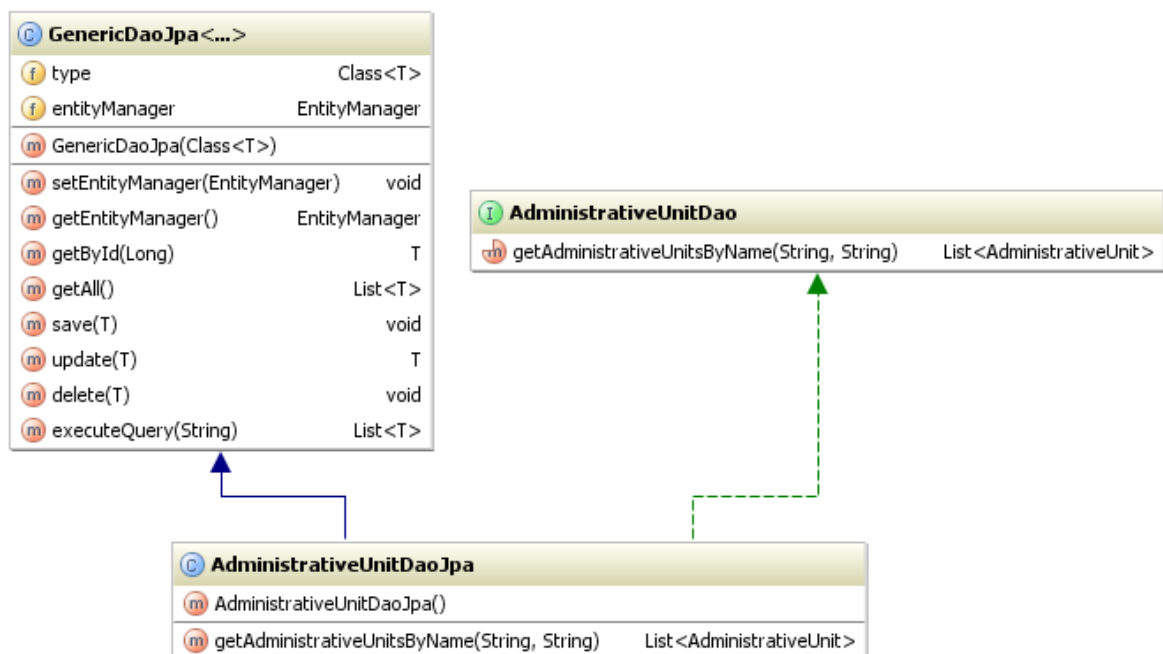 GenericDaoJpa<...>
type Class<T>
entityManager EntityManager
GenericDaoJpa(Class<T>)
setEntityManager(EntityManager) void
getEntityManager() EntityManager
getById(Long) T
getAll() List<T>
save(T) void
update(T) T
delete(T) void
executeQuery(String) List<T>
AdministrativeUnitDao
getAdministrativeUnitsByName(String, String) List<AdministrativeUnit>
AdministrativeUnitDaoJpa
AdministrativeUnitDaoJpa()
getAdministrativeUnitsByName(String, String) List<AdministrativeUnit>